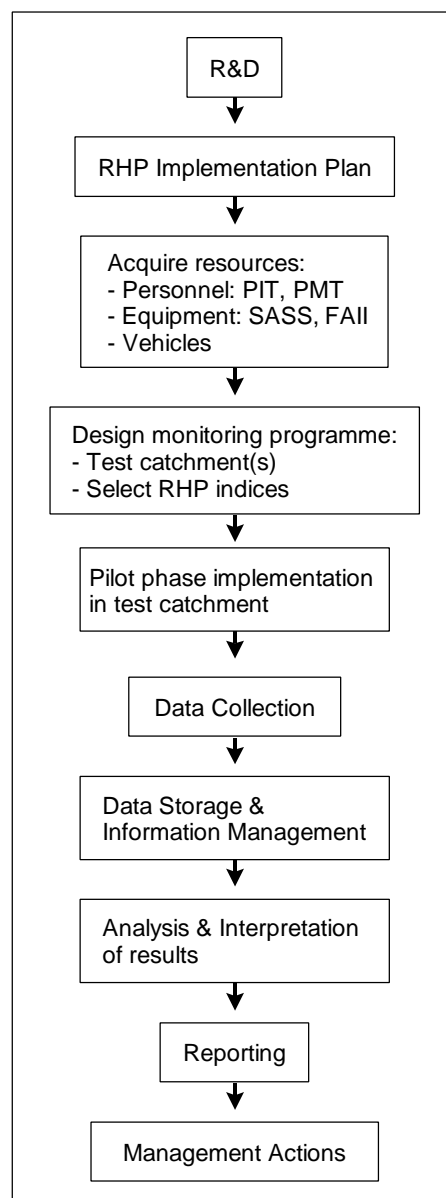 R&D
RHP Implementation Plan
Acquire resources:
- Personnel: PIT, PMT
- Equipment: SASS, FAII
- Vehicles
Design monitoring programme:
- Test catchment(s)
- Select RHP indices
Pilot phase implementation
in test catchment
Data Collection
Data Storage &
Information Management
Analysis & Interpretation
of results
Reporting
Management Actions